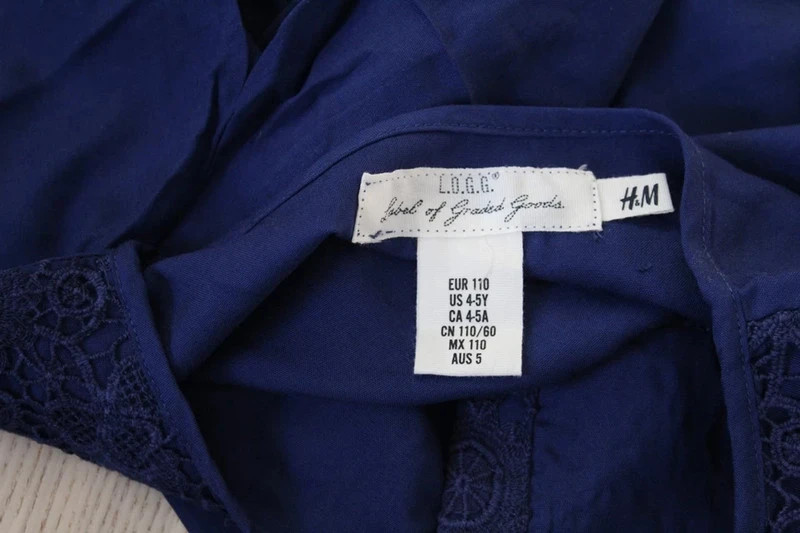 L.O.G.G.®
label of Graded Goods
H&M
EUR 110
US 4-5Y
CA 4-5A
CN 110/60
MX 110
AUS 5